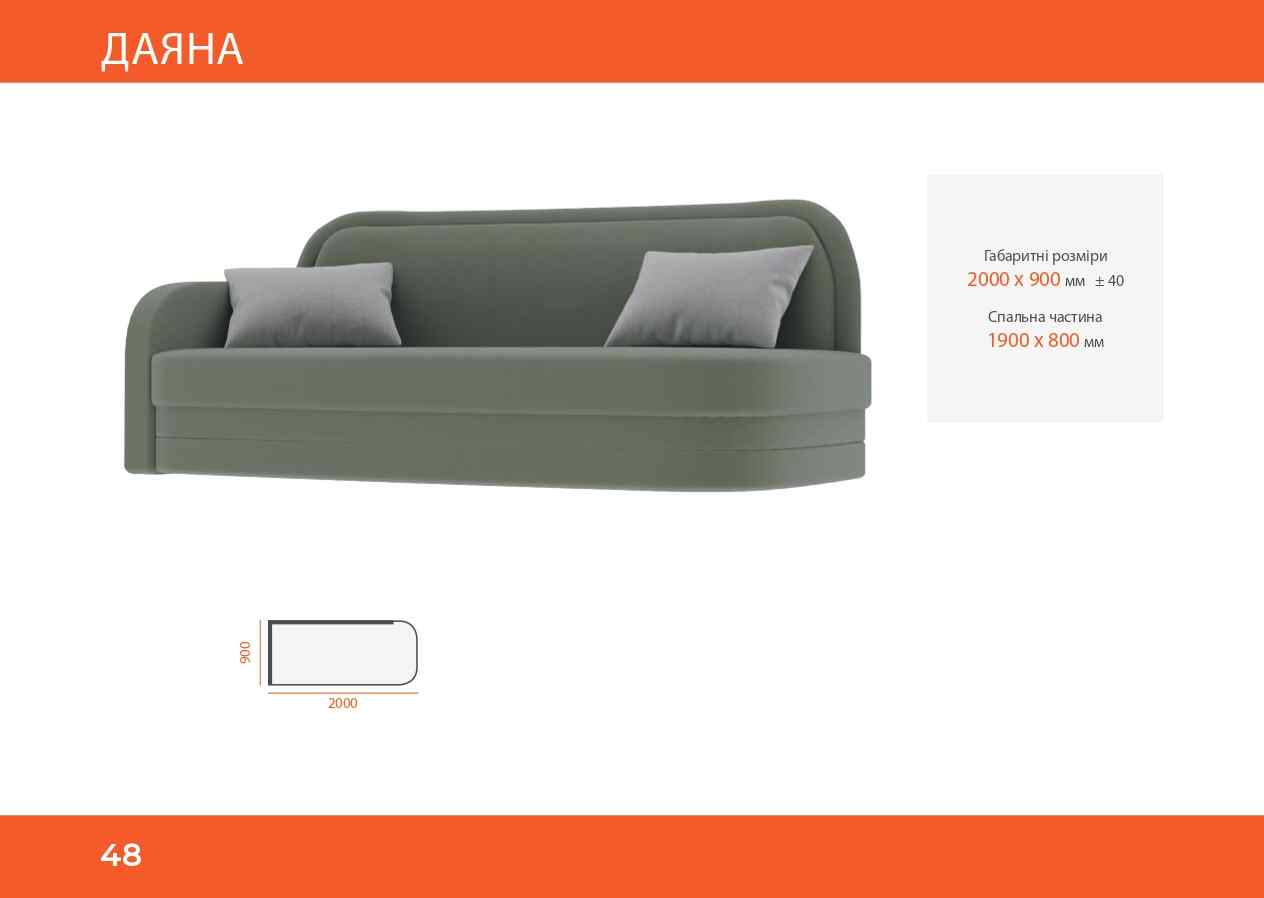 ДАЯНА
Габаритні розміри
2000 x 900 мм ± 40
Спальна частина
1900 x 800 мм
900
2000
48